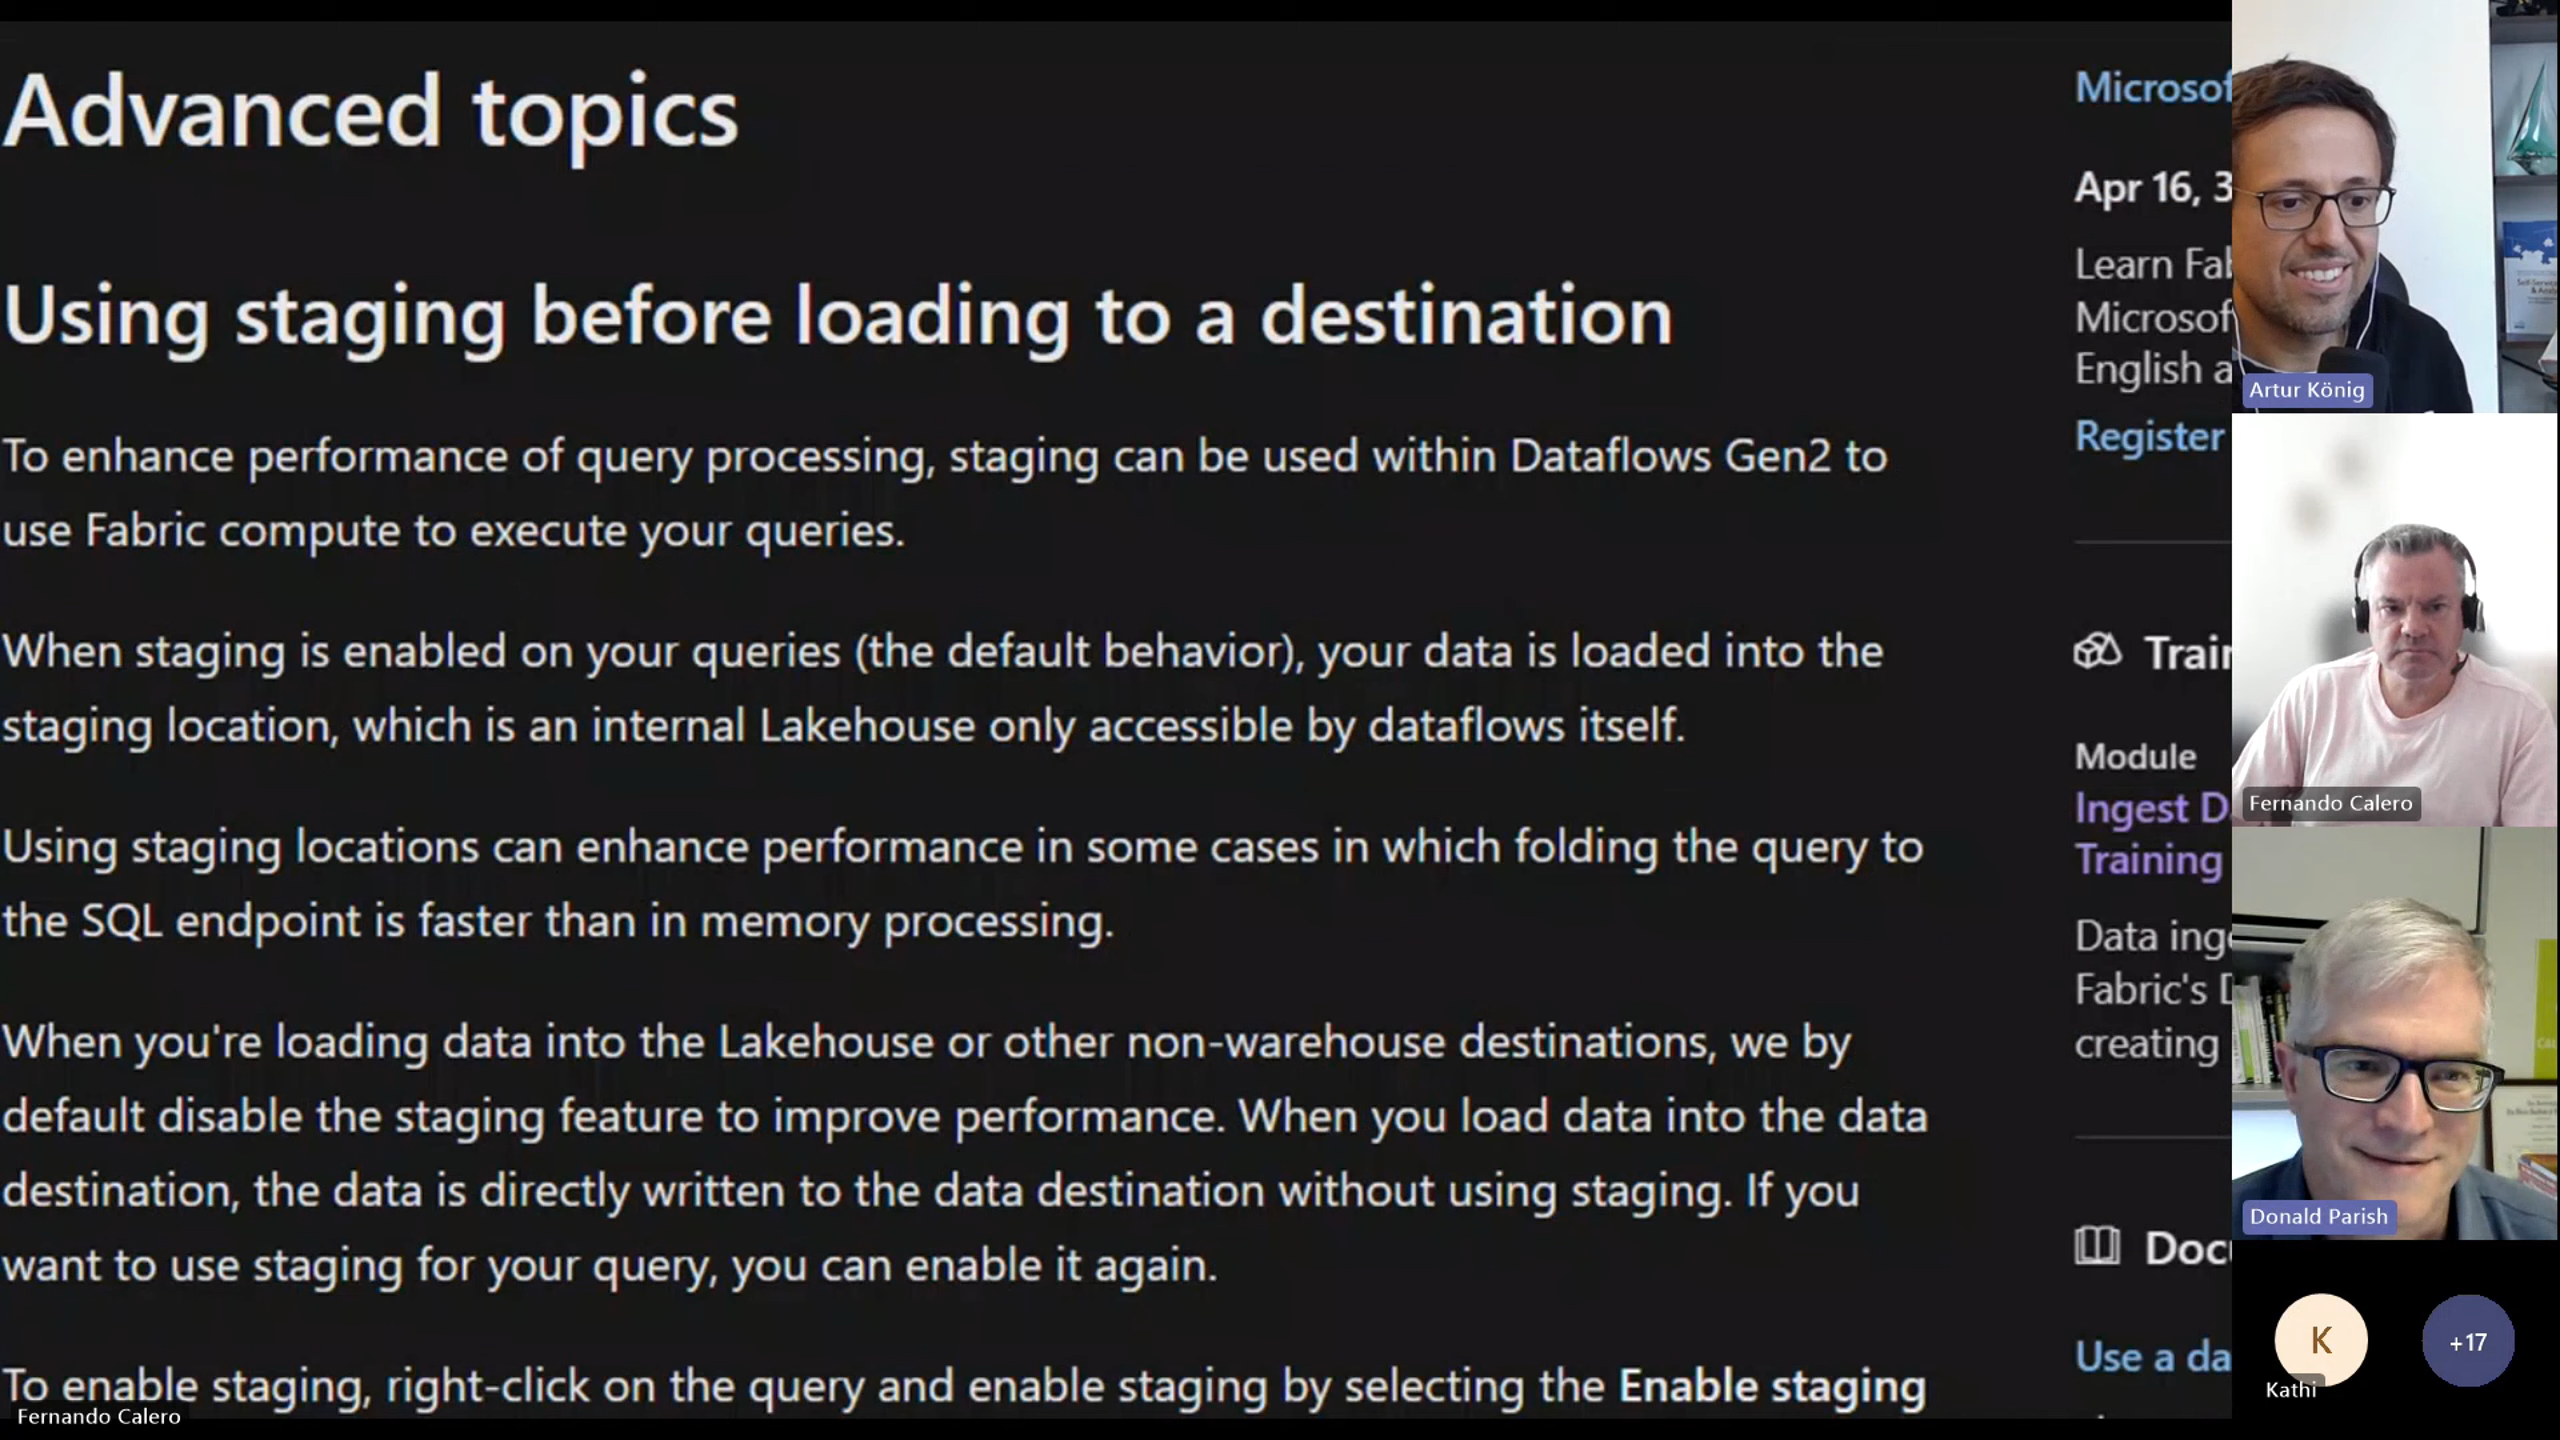 Advanced topics
Using staging before loading to a destination
To enhance performance of query processing, staging can be used within Dataflows Gen2 to
use Fabric compute to execute your queries.
When staging is enabled on your queries (the default behavior), your data is loaded into the
staging location, which is an internal Lakehouse only accessible by dataflows itself.
Using staging locations can enhance performance in some cases in which folding the query to
the SQL endpoint is faster than in memory processing.
When you're loading data into the Lakehouse or other non-warehouse destinations, we by
default disable the staging feature to improve performance. When you load data into the data
destination, the data is directly written to the data destination without using staging. If you
want to use staging for your query, you can enable it again.
To enable staging, right-click on the query and enable staging by selecting the Enable staging
Fernando Calero
Microsof
Apr 16, 3
Learn Fab
Microsof
English a
Register
Train
Module
Ingest D
Training
Data inge
Fabric's D
creating
Docu
Use a da
Artur König
Fernando Calero
Donald Parish
K
Kathi
+17